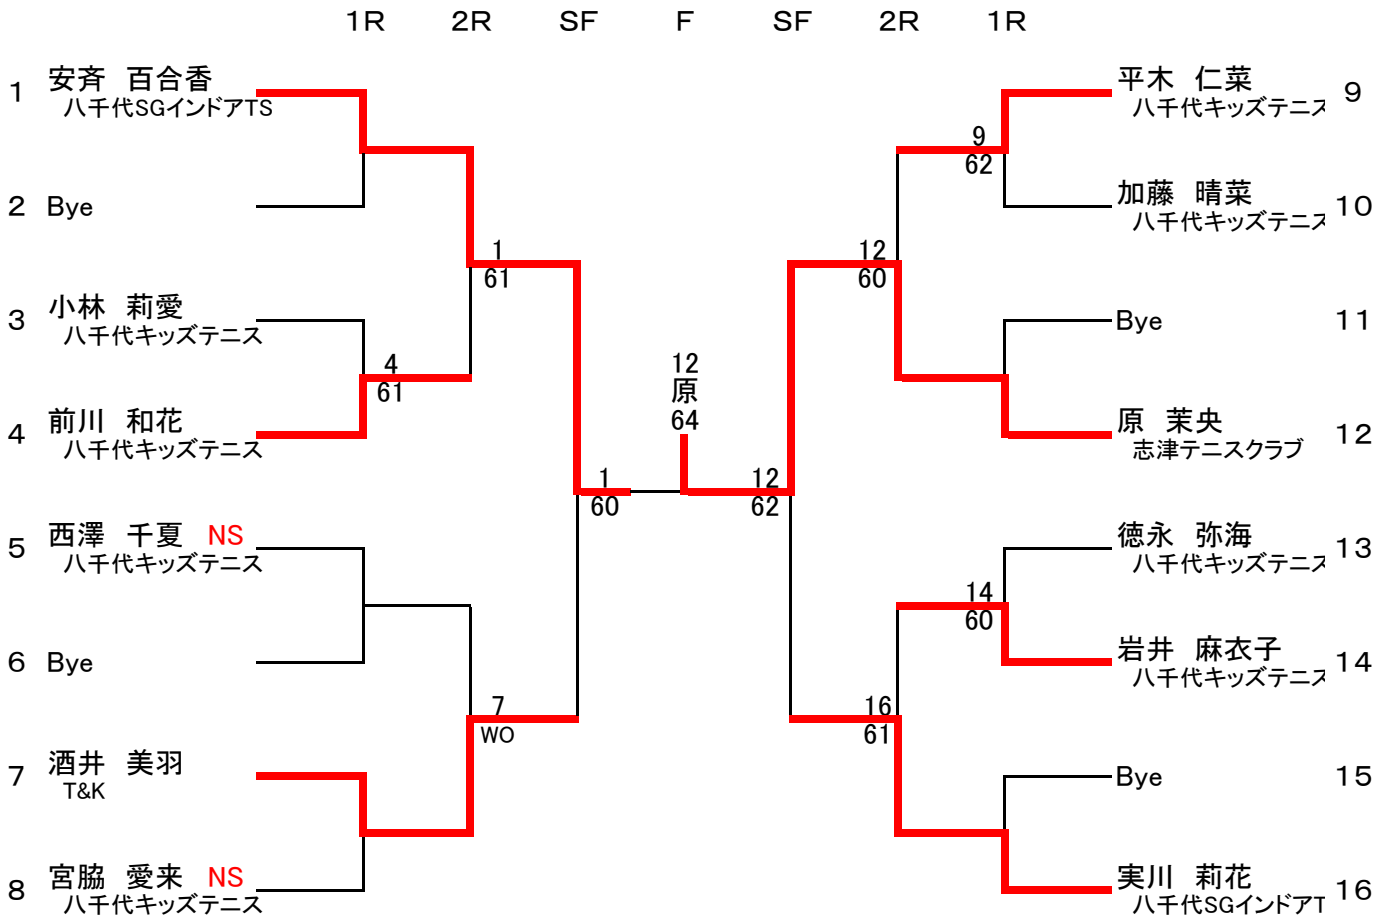 1R 2R SF F SF 2R 1R
1 安斉 百合香
八千代SGインドアTS
2 Bye
3 小林 莉愛
八千代キッズテニス
4 前川 和花
八千代キッズテニス
5 西澤 千夏 NS
八千代キッズテニス
6 Bye
7 酒井 美羽
T&K
8 宮脇 愛来 NS
八千代キッズテニス
4
61
1
61
7
WO
1
60
12
原
64
12
62
12
60
16
61
9
62
14
60
平木 仁菜 9
八千代キッズテニス
加藤 晴菜 10
八千代キッズテニス
Bye 11
原 茉央 12
志津テニスクラブ
徳永 弥海 13
八千代キッズテニス
岩井 麻衣子 14
八千代キッズテニス
Bye 15
実川 莉花 16
八千代SGインドアT